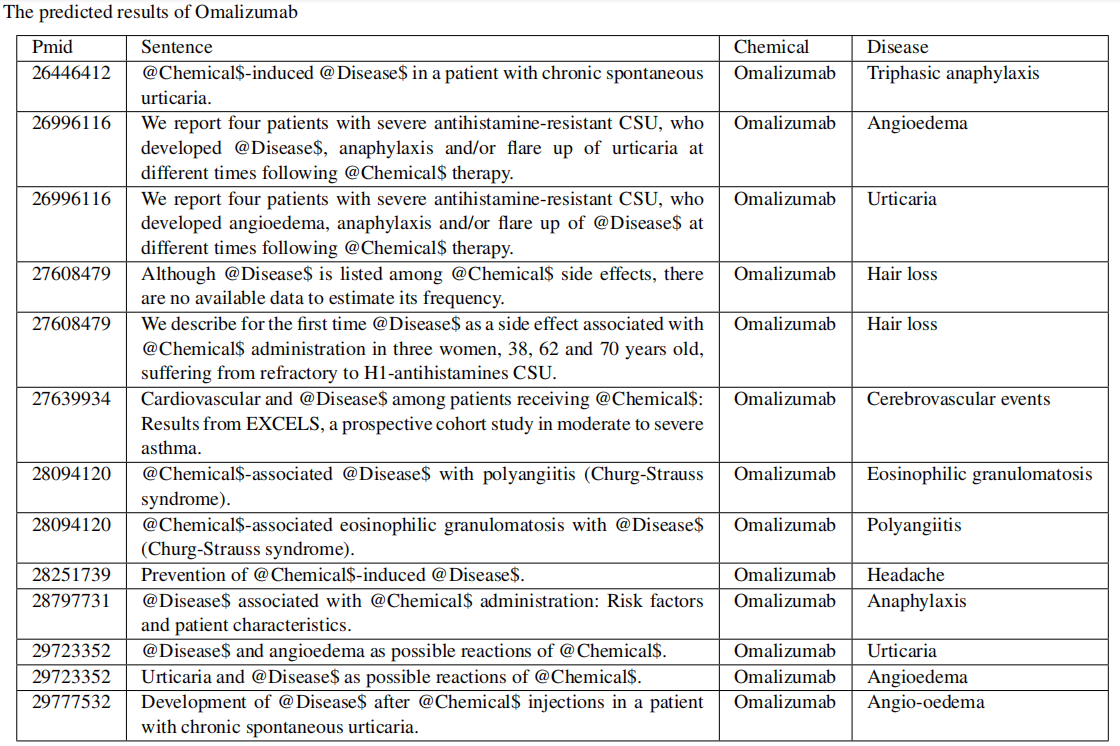 The predicted results of Omalizumab
Pmid Sentence Chemical Disease
26446412 @Chemical$-induced @Disease$ in a patient with chronic spontaneous Omalizumab Triphasic anaphylaxis
urticaria.
26996116 We report four patients with severe antihistamine-resistant CSU, who Omalizumab Angioedema
developed @Disease$, anaphylaxis and/or flare up of urticaria at
different times following @Chemical$ therapy.
26996116 We report four patients with severe antihistamine-resistant CSU, who Omalizumab Urticaria
developed angioedema, anaphylaxis and/or flare up of @Disease$ at
different times following @Chemical$ therapy.
27608479 Although @Disease$ is listed among @Chemical$ side effects, there Omalizumab Hair loss
are no available data to estimate its frequency.
27608479 We describe for the first time @Disease$ as a side effect associated with Omalizumab Hair loss
@Chemical$ administration in three women, 38, 62 and 70 years old,
suffering from refractory to H1-antihistamines CSU.
27639934 Cardiovascular and @Disease$ among patients receiving @Chemical$: Omalizumab Cerebrovascular events
Results from EXCELS, a prospective cohort study in moderate to severe
asthma.
28094120 @Chemical$-associated @Disease$ with polyangiitis (Churg-Strauss Omalizumab Eosinophilic granulomatosis
syndrome).
28094120 @Chemical$-associated eosinophilic granulomatosis with @Disease$ Omalizumab Polyangiitis
(Churg-Strauss syndrome).
28251739 Prevention of @Chemical$-induced @Disease$. Omalizumab Headache
28797731 @Disease$ associated with @Chemical$ administration: Risk factors Omalizumab Anaphylaxis
and patient characteristics.
29723352 @Disease$ and angioedema as possible reactions of @Chemical$. Omalizumab Urticaria
29723352 Urticaria and @Disease$ as possible reactions of @Chemical$. Omalizumab Angioedema
29777532 Development of @Disease$ after @Chemical$ injections in a patient Omalizumab Angio-oedema
with chronic spontaneous urticaria.